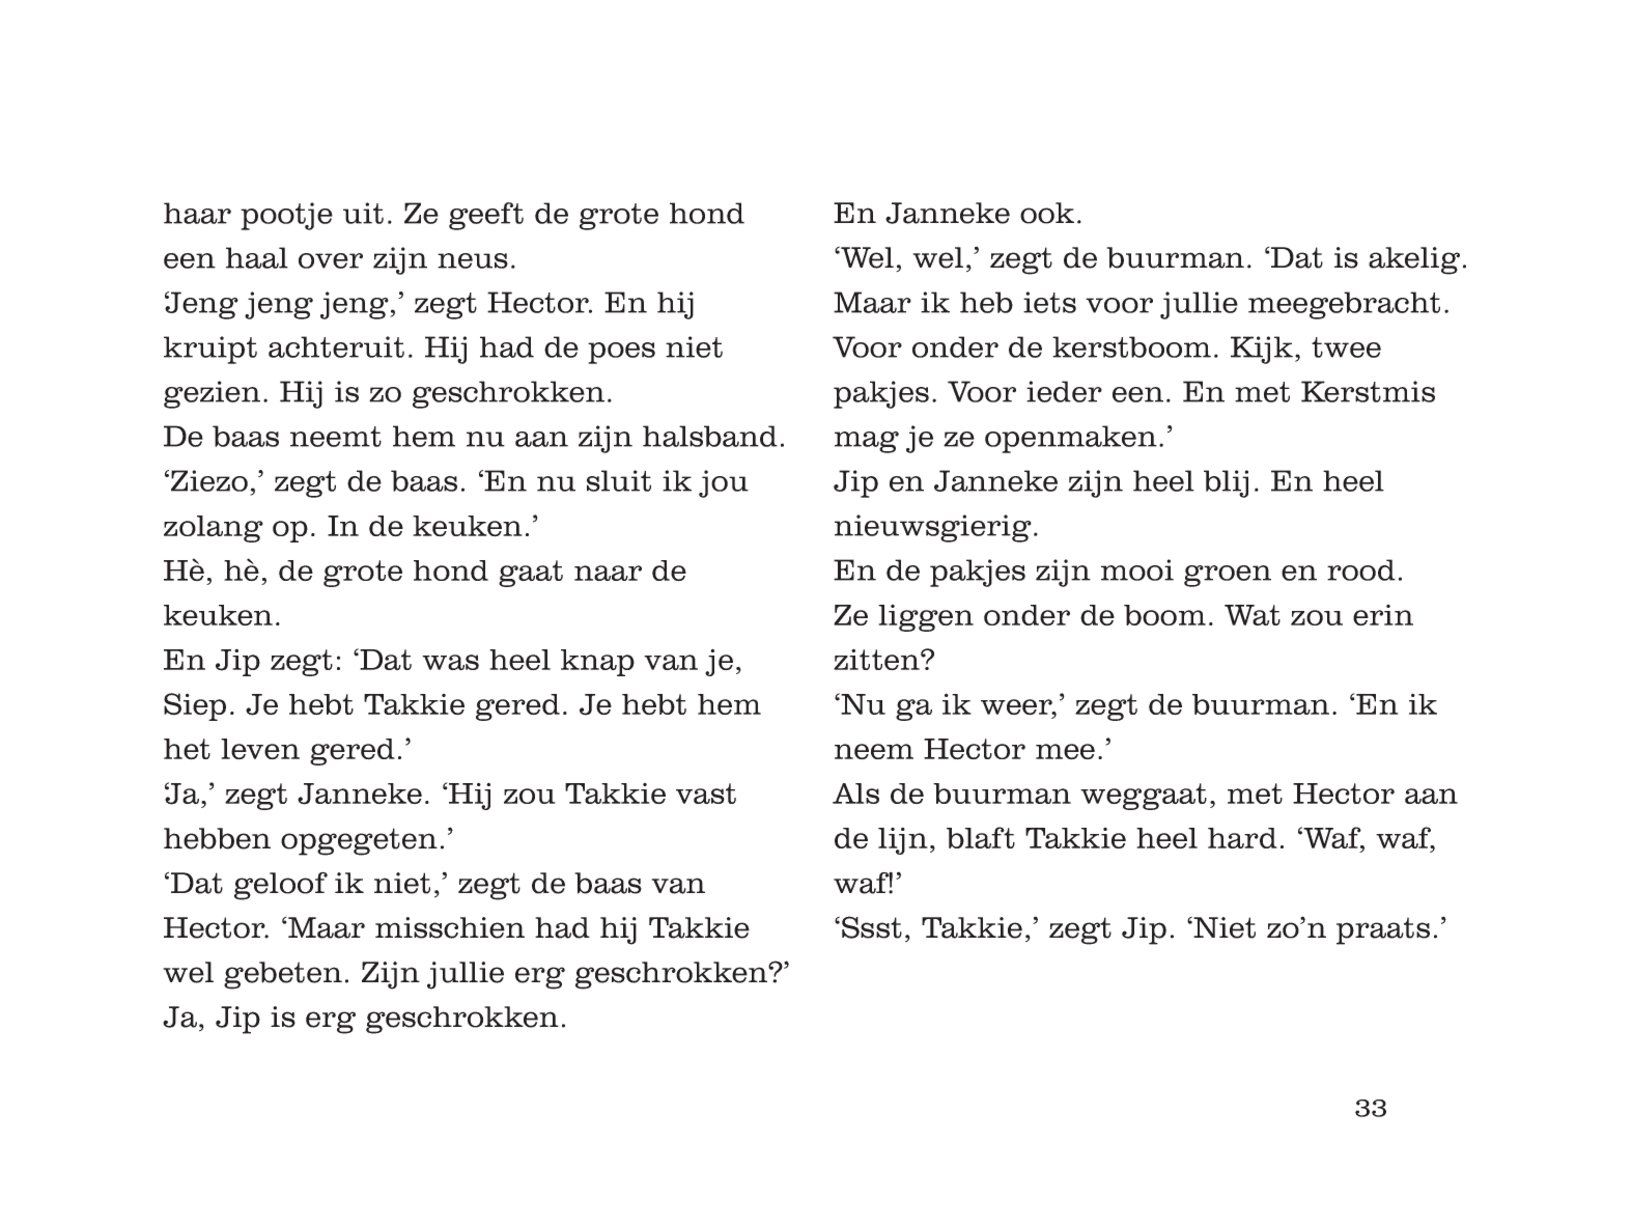 haar pootje uit. Ze geeft de grote hond
een haal over zijn neus.
‘Jeng jeng jeng,’ zegt Hector. En hij
kruipt achteruit. Hij had de poes niet
gezien. Hij is zo geschrokken.
De baas neemt hem nu aan zijn halsband.
‘Ziezo,’ zegt de baas. ‘En nu sluit ik jou
zolang op. In de keuken.’
Hè, hè, de grote hond gaat naar de
keuken.
En Jip zegt: ‘Dat was heel knap van je,
Siep. Je hebt Takkie gered. Je hebt hem
het leven gered.’
‘Ja,’ zegt Janneke. ‘Hij zou Takkie vast
hebben opgegeten.’
‘Dat geloof ik niet,’ zegt de baas van
Hector. ‘Maar misschien had hij Takkie
wel gebeten. Zijn jullie erg geschrokken?’
Ja, Jip is erg geschrokken.
En Janneke ook.
‘Wel, wel,’ zegt de buurman. ‘Dat is akelig.
Maar ik heb iets voor jullie meegebracht.
Voor onder de kerstboom. Kijk, twee
pakjes. Voor ieder een. En met Kerstmis
mag je ze openmaken.’
Jip en Janneke zijn heel blij. En heel
nieuwsgierig.
En de pakjes zijn mooi groen en rood.
Ze liggen onder de boom. Wat zou erin
zitten?
‘Nu ga ik weer,’ zegt de buurman. ‘En ik
neem Hector mee.’
Als de buurman weggaat, met Hector aan
de lijn, blaft Takkie heel hard. ‘Waf, waf,
waf!’
‘Ssst, Takkie,’ zegt Jip. ‘Niet zo’n praats.’
33